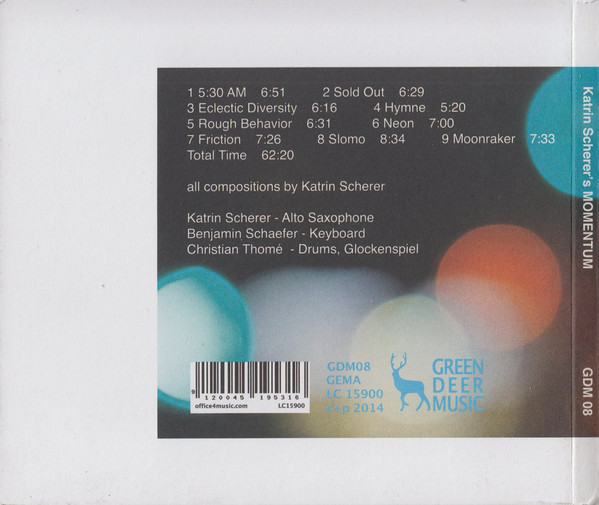 1 5:30 AM 6:51 2 Sold Out 6:29
3 Eclectic Diversity 6:16 4 Hymne 5:20
5 Rough Behavior 6:31 6 Neon 7:00
7 Friction 7:26 8 Slomo 8:34 9 Moonraker 7:33
Total Time 62:20
all compositions by Katrin Scherer
Katrin Scherer - Alto Saxophone
Benjamin Schaefer - Keyboard
Christian Thomé - Drums, Glockenspiel
9 120045 195316
office4music.com LC15900
GDM08
GEMA
LC 15900
c+p 2014
GREEN
DEER
MUSIC
Katrin Scherer's MOMENTUM GDM 08